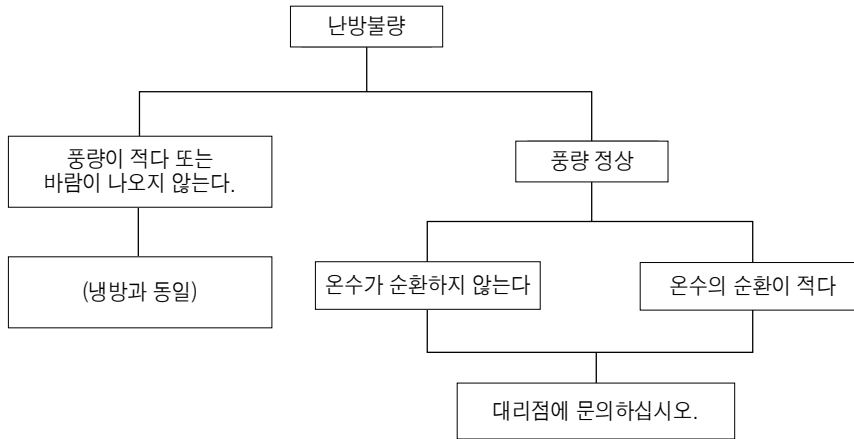 난방불량
풍량이 적다 또는
바람이 나오지 않는다.
풍량 정상
(냉방과 동일)
온수가 순환하지 않는다
온수의 순환이 적다
대리점에 문의하십시오.